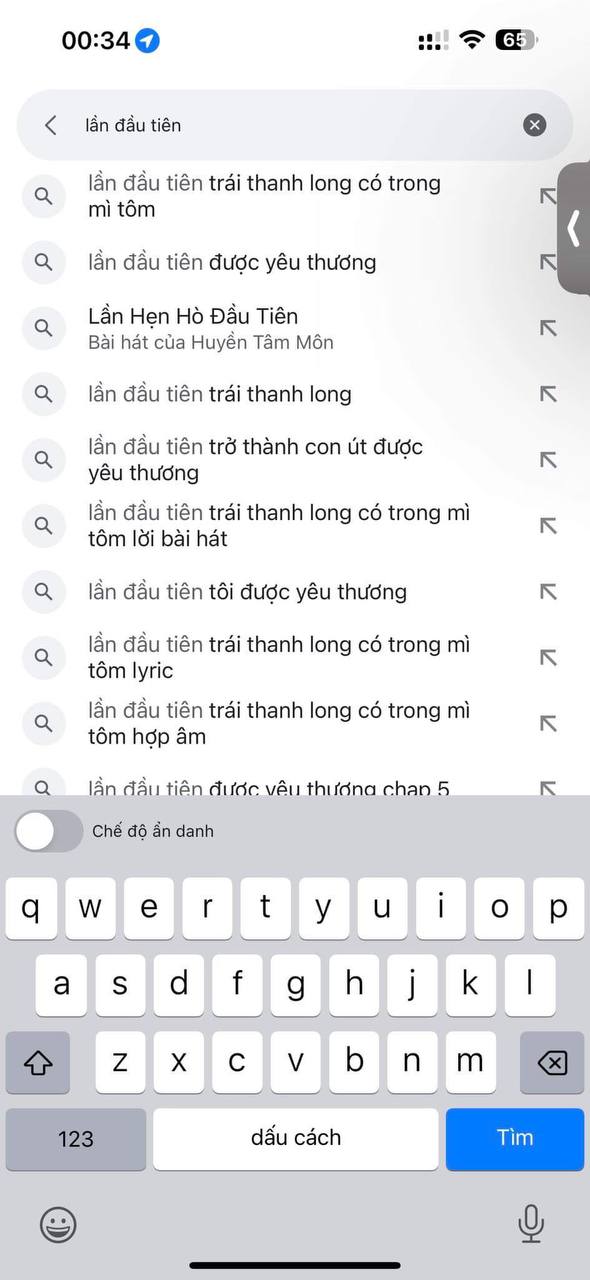 00:34
65
lần đầu tiên
lần đầu tiên trái thanh long có trong
mì tôm
lần đầu tiên được yêu thương
Lần Hẹn Hò Đầu Tiên
Bài hát của Huyền Tâm Môn
lần đầu tiên trái thanh long
lần đầu tiên trở thành con út được
yêu thương
lần đầu tiên trái thanh long có trong mì
tôm lời bài hát
lần đầu tiên tôi được yêu thương
lần đầu tiên trái thanh long có trong mì
tôm lyric
lần đầu tiên trái thanh long có trong mì
tôm hợp âm
lần đầu tiên được yêu thương chap 5
Chế độ ẩn danh
q w e r t y u i o p
a s d f g h j k l
z x c v b n m
123 dấu cách Tìm